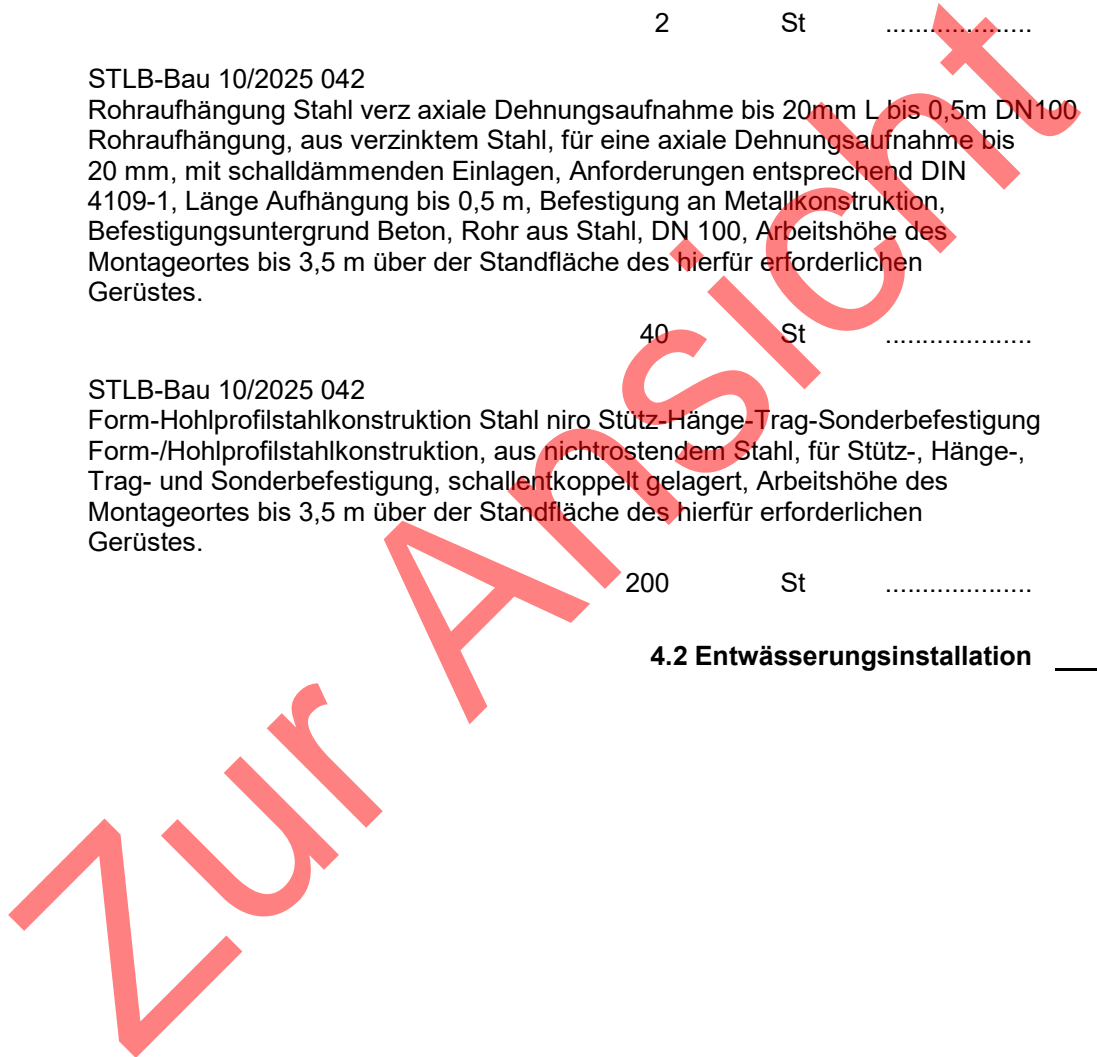 2 St ...................
STLB-Bau 10/2025 042
Rohraufhängung Stahl verz axiale Dehnungsaufnahme bis 20mm L bis 0,5m DN100
Rohraufhängung, aus verzinktem Stahl, für eine axiale Dehnungsaufnahme bis
20 mm, mit schalldämmenden Einlagen, Anforderungen entsprechend DIN
4109-1, Länge Aufhängung bis 0,5 m, Befestigung an Metallkonstruktion,
Befestigungsuntergrund Beton, Rohr aus Stahl, DN 100, Arbeitshöhe des
Montageortes bis 3,5 m über der Standfläche des hierfür erforderlichen
Gerüstes.
40 St ...................
STLB-Bau 10/2025 042
Form-Hohlprofilstahlkonstruktion Stahl niro Stütz-Hänge-Trag-Sonderbefestigung
Form-/Hohlprofilstahlkonstruktion, aus nichtrostendem Stahl, für Stütz-, Hänge-,
Trag- und Sonderbefestigung, schallentkoppelt gelagert, Arbeitshöhe des
Montageortes bis 3,5 m über der Standfläche des hierfür erforderlichen
Gerüstes.
200 St ...................
4.2 Entwässerungsinstallation
Zur Ansicht